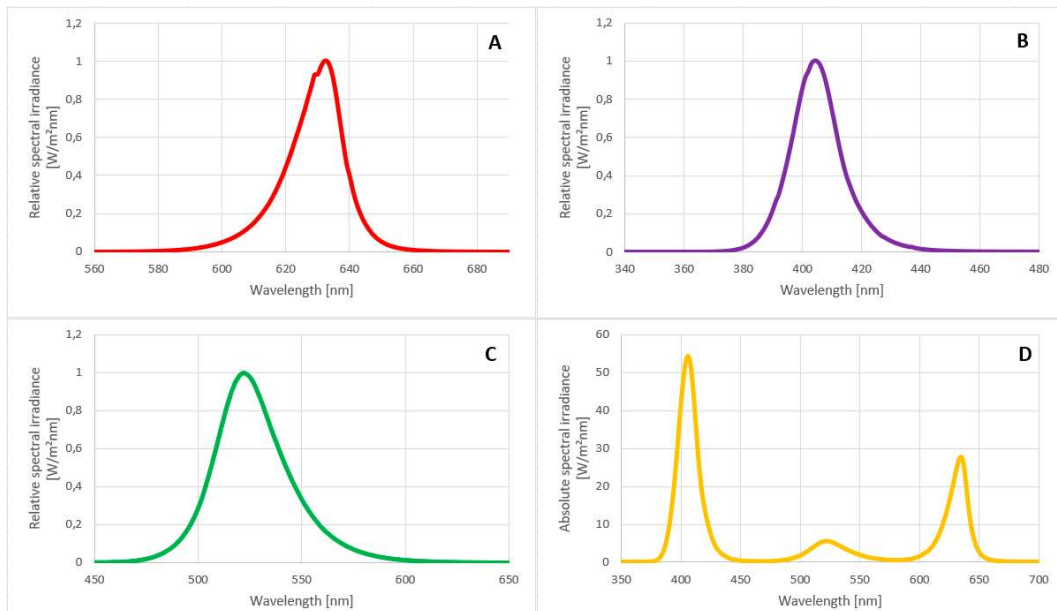 A
Relative spectral irradiance
[W/m²nm]
1,2
1
0,8
0,6
0,4
0,2
0
560 580 600 620 640 660 680
Wavelength [nm]
B
Relative spectral irradiance
[W/m²nm]
1,2
1
0,8
0,6
0,4
0,2
0
340 360 380 400 420 440 460 480
Wavelength [nm]
C
Relative spectral irradiance
[W/m²nm]
1,2
1
0,8
0,6
0,4
0,2
0
450 500 550 600 650
Wavelength [nm]
D
Absolute spectral irradiance
[W/m²nm]
60
50
40
30
20
10
0
350 400 450 500 550 600 650 700
Wavelength [nm]